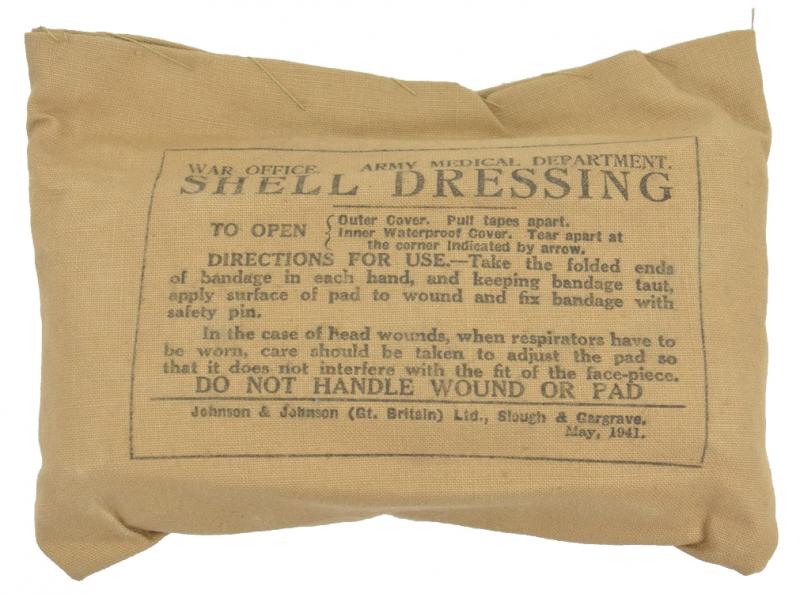 WAR OFFICE. ARMY MEDICAL DEPARTMENT.
SHELL DRESSING
TO OPEN { Outer Cover. Pull tapes apart.
Inner Waterproof Cover. Tear apart at
the corner indicated by arrow.
DIRECTIONS FOR USE.—Take the folded ends
of bandage in each hand, and keeping bandage taut,
apply surface of pad to wound and fix bandage with
safety pin.
In the case of head wounds, when respirators have to
be worn, care should be taken to adjust the pad so
that it does not interfere with the fit of the face-piece.
DO NOT HANDLE WOUND OR PAD
Johnson & Johnson (Gt. Britain) Ltd., Slough & Gargrave.
May, 1941.